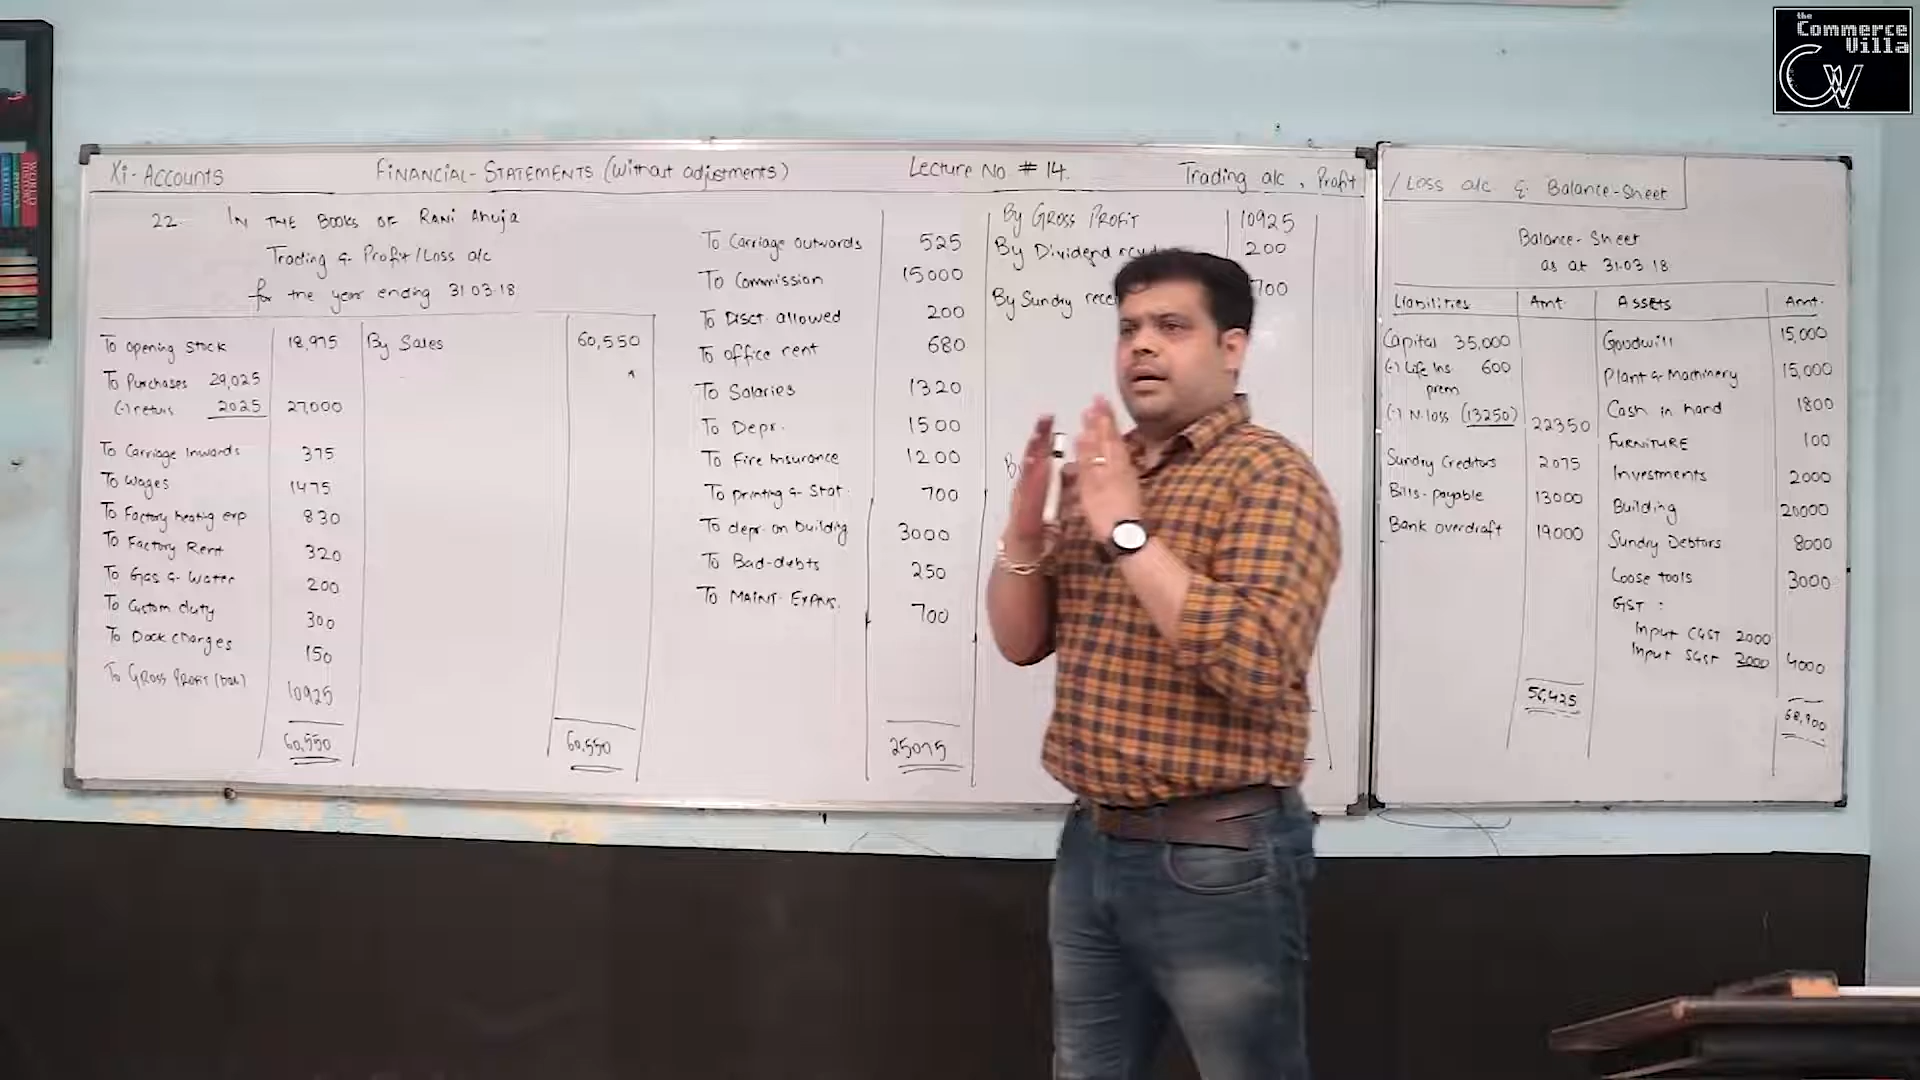 the
Commerce
Villa
CV
Xi-Accounts
FINANCIAL-STATEMENTS (without adjustments)
Lecture No # 14.
Trading a/c, Profit
/Loss a/c & Balance-Sheet
22. IN THE BOOKS OF RANI Ahuja
Trading & Profit/Loss a/c
for the year ending 31.03.18
To opening stock 18,975 By Sales 60,550
To Purchases 29,025
(-) returs 2025 27,000
To Carriage Inwards 375
To wages 1475
To Factory heating exp 830
To Factory Rent 320
To Gas & Water 200
To Custom duty 300
To Dock charges 150
To Gross Profit (bal) 10925
60,550 60,550
To Carriage outwards 525
To Commission 15000
To Disct. allowed 200
To office rent 680
To Salaries 1320
To Depr. 1500
To Fire Insurance 1200
To printing & Stat. 700
To depr. on building 3000
To Bad-debts 250
To MAINT. EXPNS. 700
25075
By GROSS PROFIT 10925
By Dividend 200
By Sundry 700
Balance-Sheet
as at 31.03.18
Liabilities Amt. ASSETS Amt.
Capital 35,000
(-) Life Ins. 600
prem
(-) N.loss (13250) 22350
Sundry Creditors 2075
Bills-payable 13000
Bank overdraft 19000
56,425
Goodwill 15,000
Plant & Machinery 15,000
Cash in hand 1800
FURNITURE 100
Investments 2000
Building 20000
Sundry Debtors 8000
Loose tools 3000
GST :
Input CGST 2000
Input SGST 2000 4000